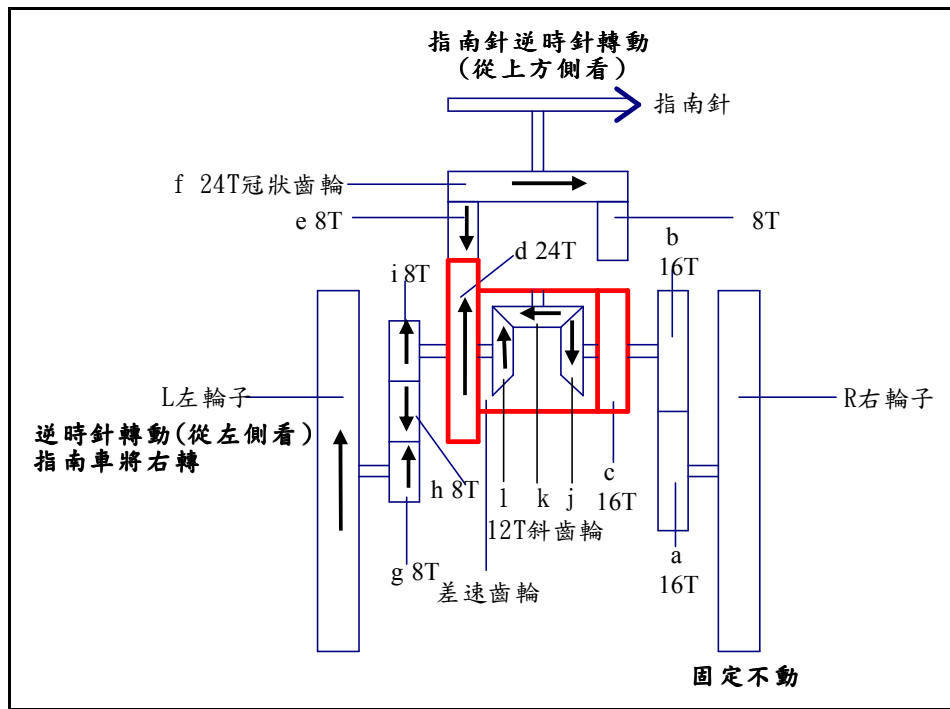 指南針逆時針轉動
(從上方側看)
指南針
f 24T冠狀齒輪
e 8T
8T
d 24T
b
16T
i 8T
L左輪子
R右輪子
逆時針轉動(從左側看)
指南車將右轉
h 8T
l k j
12T斜齒輪
c
16T
g 8T
差速齒輪
a
16T
固定不動